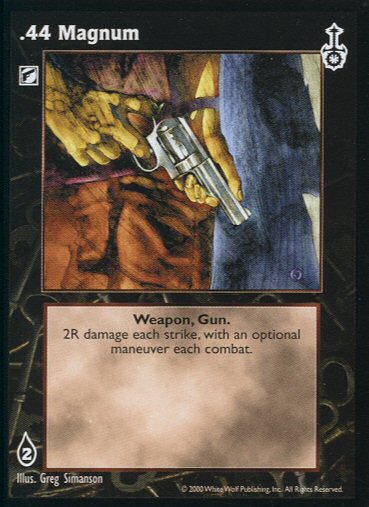 .44 Magnum
Weapon, Gun.
2R damage each strike, with an optional
maneuver each combat.
2
Illus. Greg Simanson
© 2000 White Wolf Publishing, Inc. All Rights Reserved.